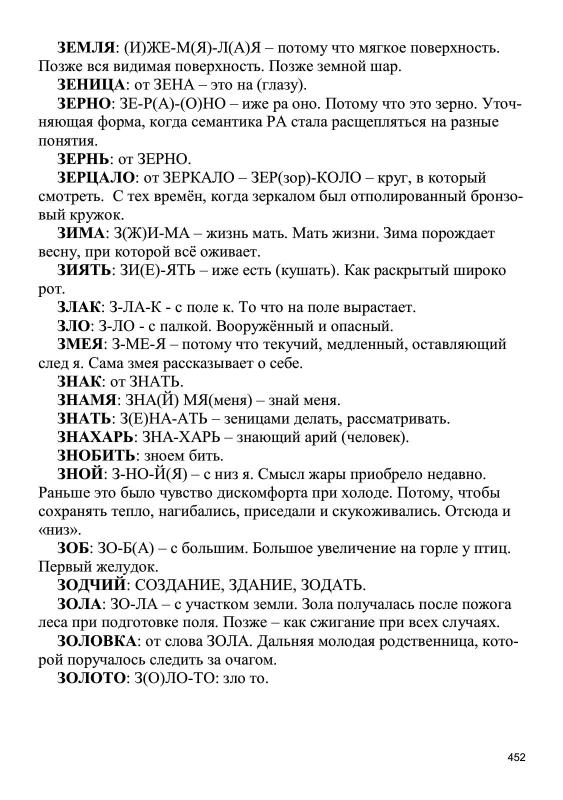 ЗЕМЛЯ: (И)ЖЕ-М(Я)-Л(А)Я – потому что мягкое поверхность.
Позже вся видимая поверхность. Позже земной шар.
ЗЕНИЦА: от ЗЕНА – это на (глазу).
ЗЕРНО: ЗЕ-Р(А)-(О)НО – иже ра оно. Потому что это зерно. Уточ-
няющая форма, когда семантика РА стала расщепляться на разные
понятия.
ЗЕРНЬ: от ЗЕРНО.
ЗЕРЦАЛО: от ЗЕРКАЛО – ЗЕР(зор)-КОЛО – круг, в который
смотреть.  С тех времён, когда зеркалом был отполированный бронзо-
вый кружок.
ЗИМА: З(Ж)И-МА – жизнь мать. Мать жизни. Зима порождает
весну, при которой всё оживает.
ЗИЯТЬ: ЗИ(Е)-ЯТЬ – иже есть (кушать). Как раскрытый широко
рот.
ЗЛАК: З-ЛА-К - с поле к. То что на поле вырастает.
ЗЛО: З-ЛО - с палкой. Вооружённый и опасный.
ЗМЕЯ: З-МЕ-Я – потому что текучий, медленный, оставляющий
след я. Сама змея рассказывает о себе.
ЗНАК: от ЗНАТЬ.
ЗНАМЯ: ЗНА(Й) МЯ(меня) – знай меня.
ЗНАТЬ: З(Е)НА-АТЬ – зеницами делать, рассматривать.
ЗНАХАРЬ: ЗНА-ХАРЬ – знающий арий (человек).
ЗНОБИТЬ: зноем бить.
ЗНОЙ: З-НО-Й(Я) – с низ я. Смысл жары приобрело недавно.
Раньше это было чувство дискомфорта при холоде. Потому, чтобы
сохранять тепло, нагибались, приседали и скукоживались. Отсюда и
«низ».
ЗОБ: ЗО-Б(А) – с большим. Большое увеличение на горле у птиц.
Первый желудок.
ЗОДЧИЙ: СОЗДАНИЕ, ЗДАНИЕ, ЗОДАТЬ.
ЗОЛА: ЗО-ЛА – с участком земли. Зола получалась после пожога
леса при подготовке поля. Позже – как сжигание при всех случаях.
ЗОЛОВКА: от слова ЗОЛА. Дальняя молодая родственница, кото-
рой поручалось следить за очагом.
ЗОЛОТО: З(О)ЛО-ТО: зло то.
452